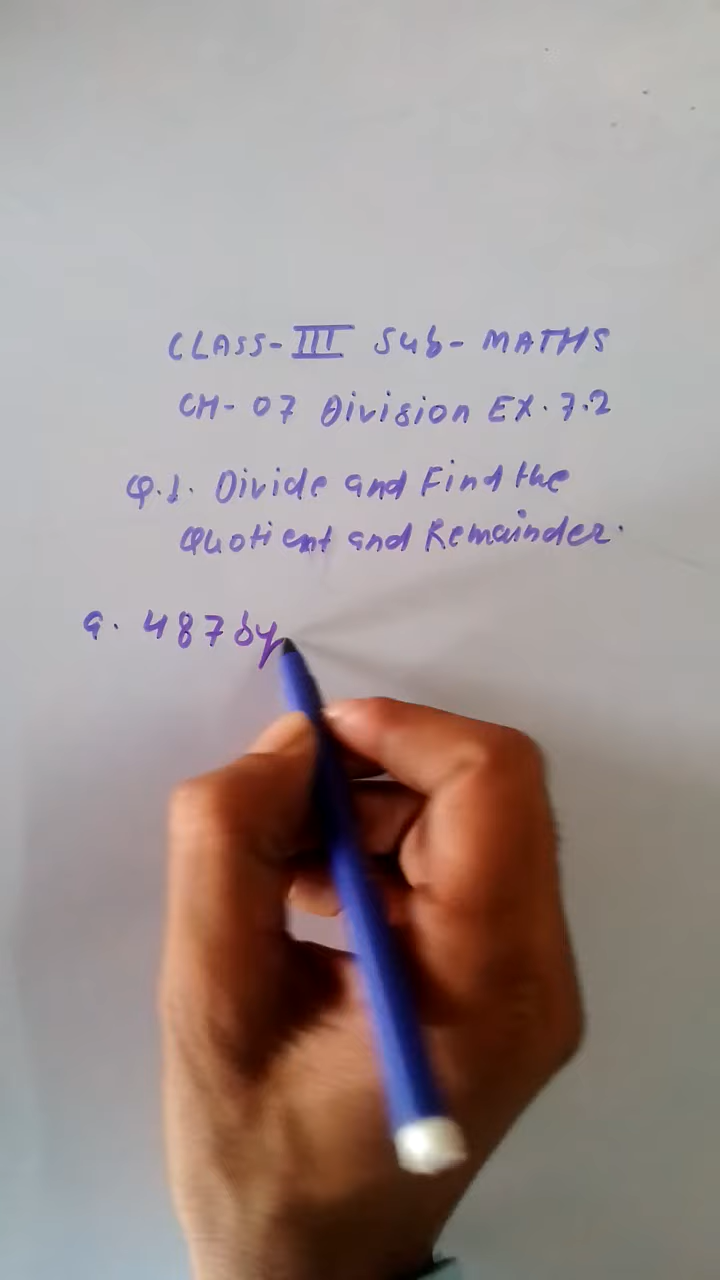 CLASS-III Sub- MATHS
CH- 07 Division EX. 7.2
Q.1. Divide and Find the
Quotient and Remainder.
a. 487 by